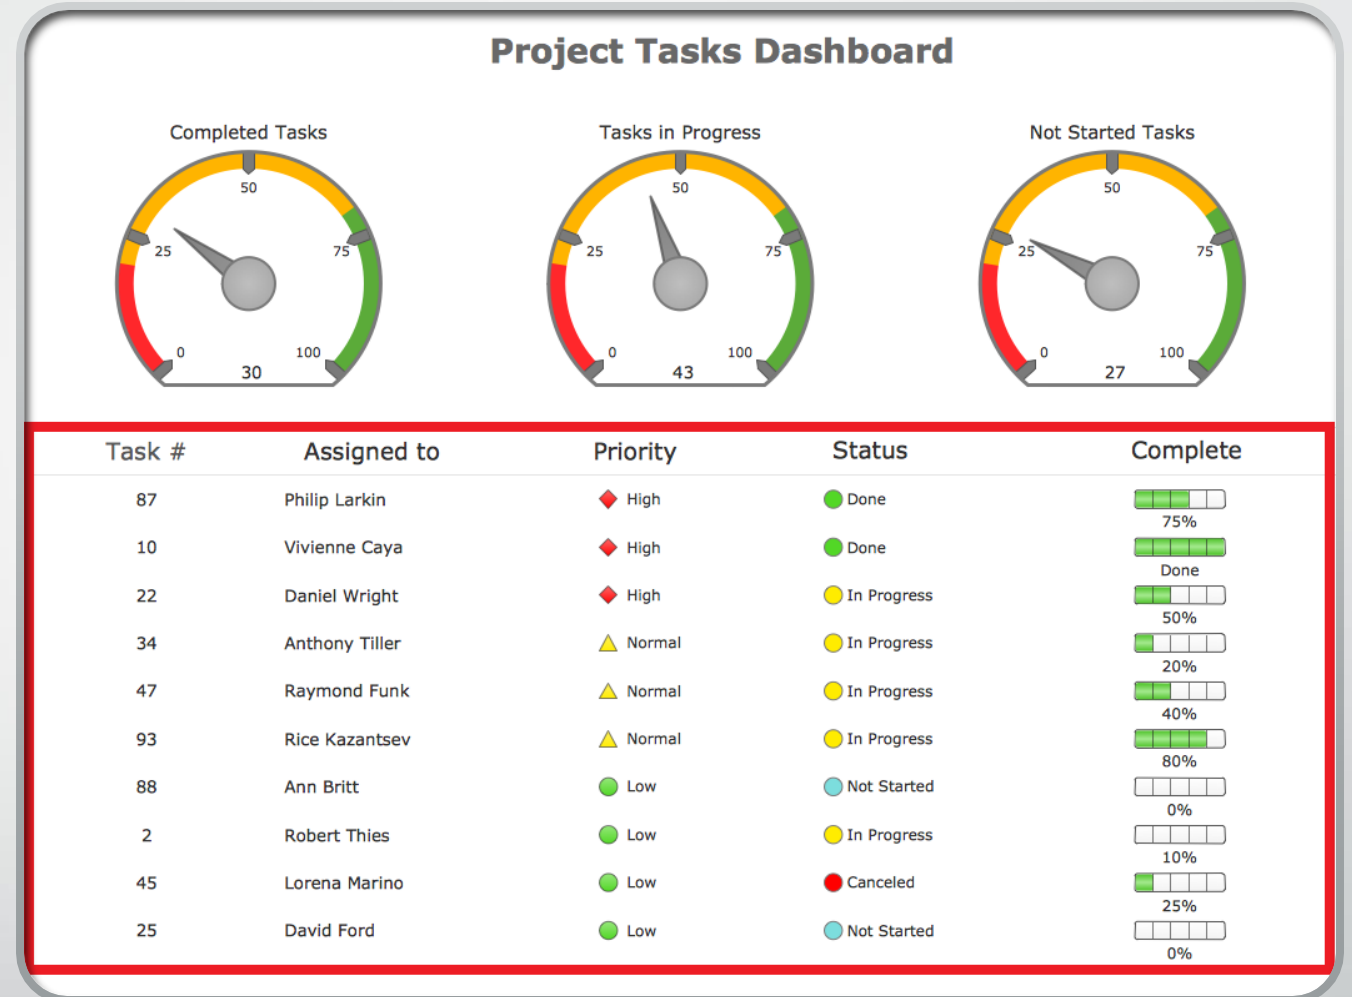 Project Tasks Dashboard
Completed Tasks
50
25
75
0
100
30
Tasks in Progress
50
25
75
0
100
43
Not Started Tasks
50
25
75
0
100
27
Task # Assigned to Priority Status Complete
87 Philip Larkin High Done 75%
10 Vivienne Caya High Done Done
22 Daniel Wright High In Progress 50%
34 Anthony Tiller Normal In Progress 20%
47 Raymond Funk Normal In Progress 40%
93 Rice Kazantsev Normal In Progress 80%
88 Ann Britt Low Not Started 0%
2 Robert Thies Low In Progress 10%
45 Lorena Marino Low Canceled 25%
25 David Ford Low Not Started 0%